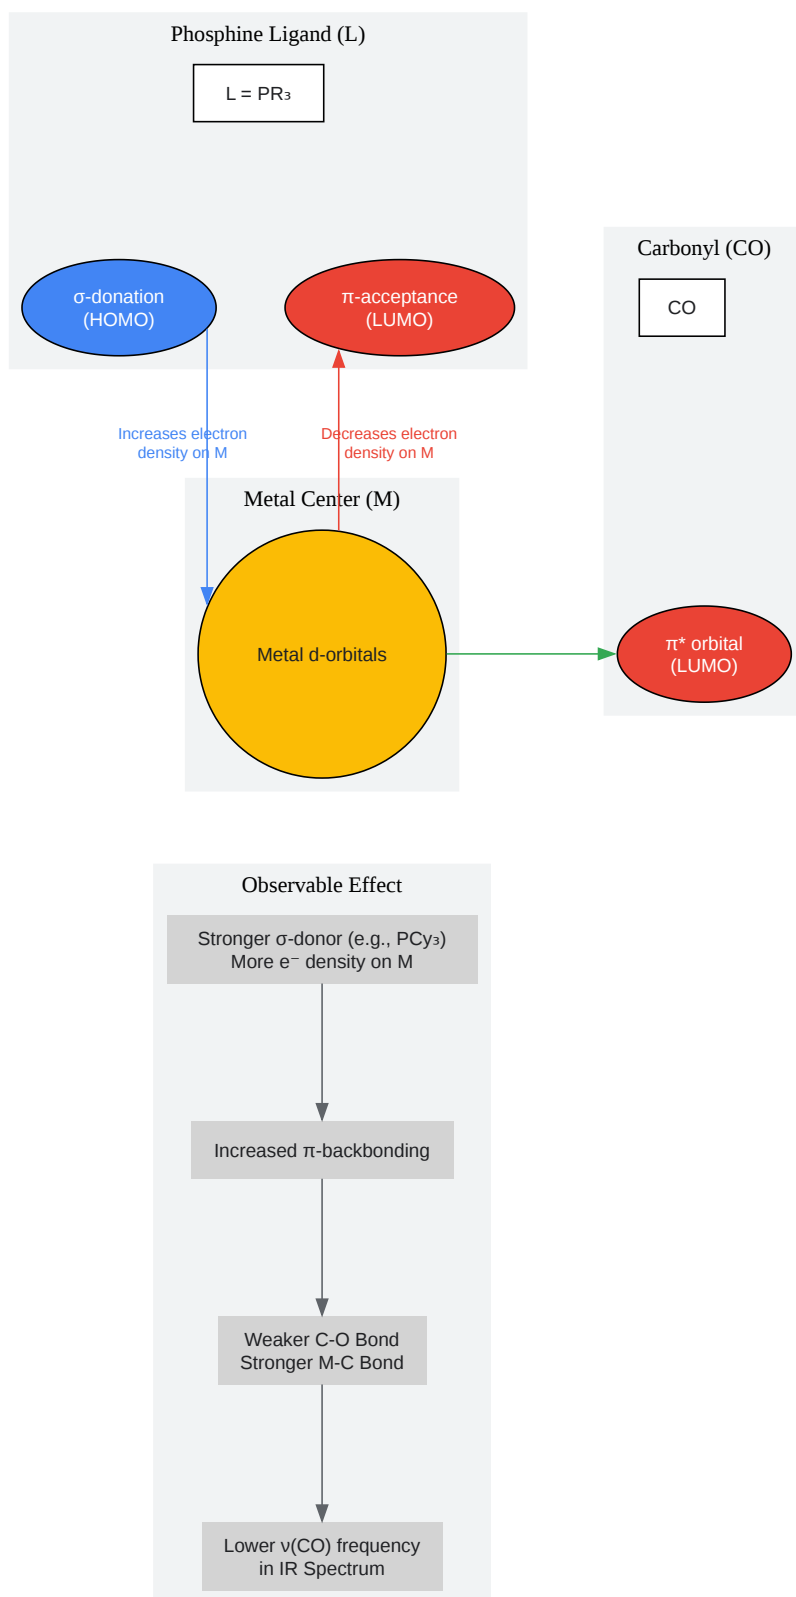 Phosphine Ligand (L)
L = PR₃
σ-donation
(HOMO)
π-acceptance
(LUMO)
Carbonyl (CO)
CO
Increases electron
density on M
Decreases electron
density on M
Metal Center (M)
Metal d-orbitals
π* orbital
(LUMO)
Observable Effect
Stronger σ-donor (e.g., PCy₃)
More e⁻ density on M
Increased π-backbonding
Weaker C-O Bond
Stronger M-C Bond
Lower ν(CO) frequency
in IR Spectrum